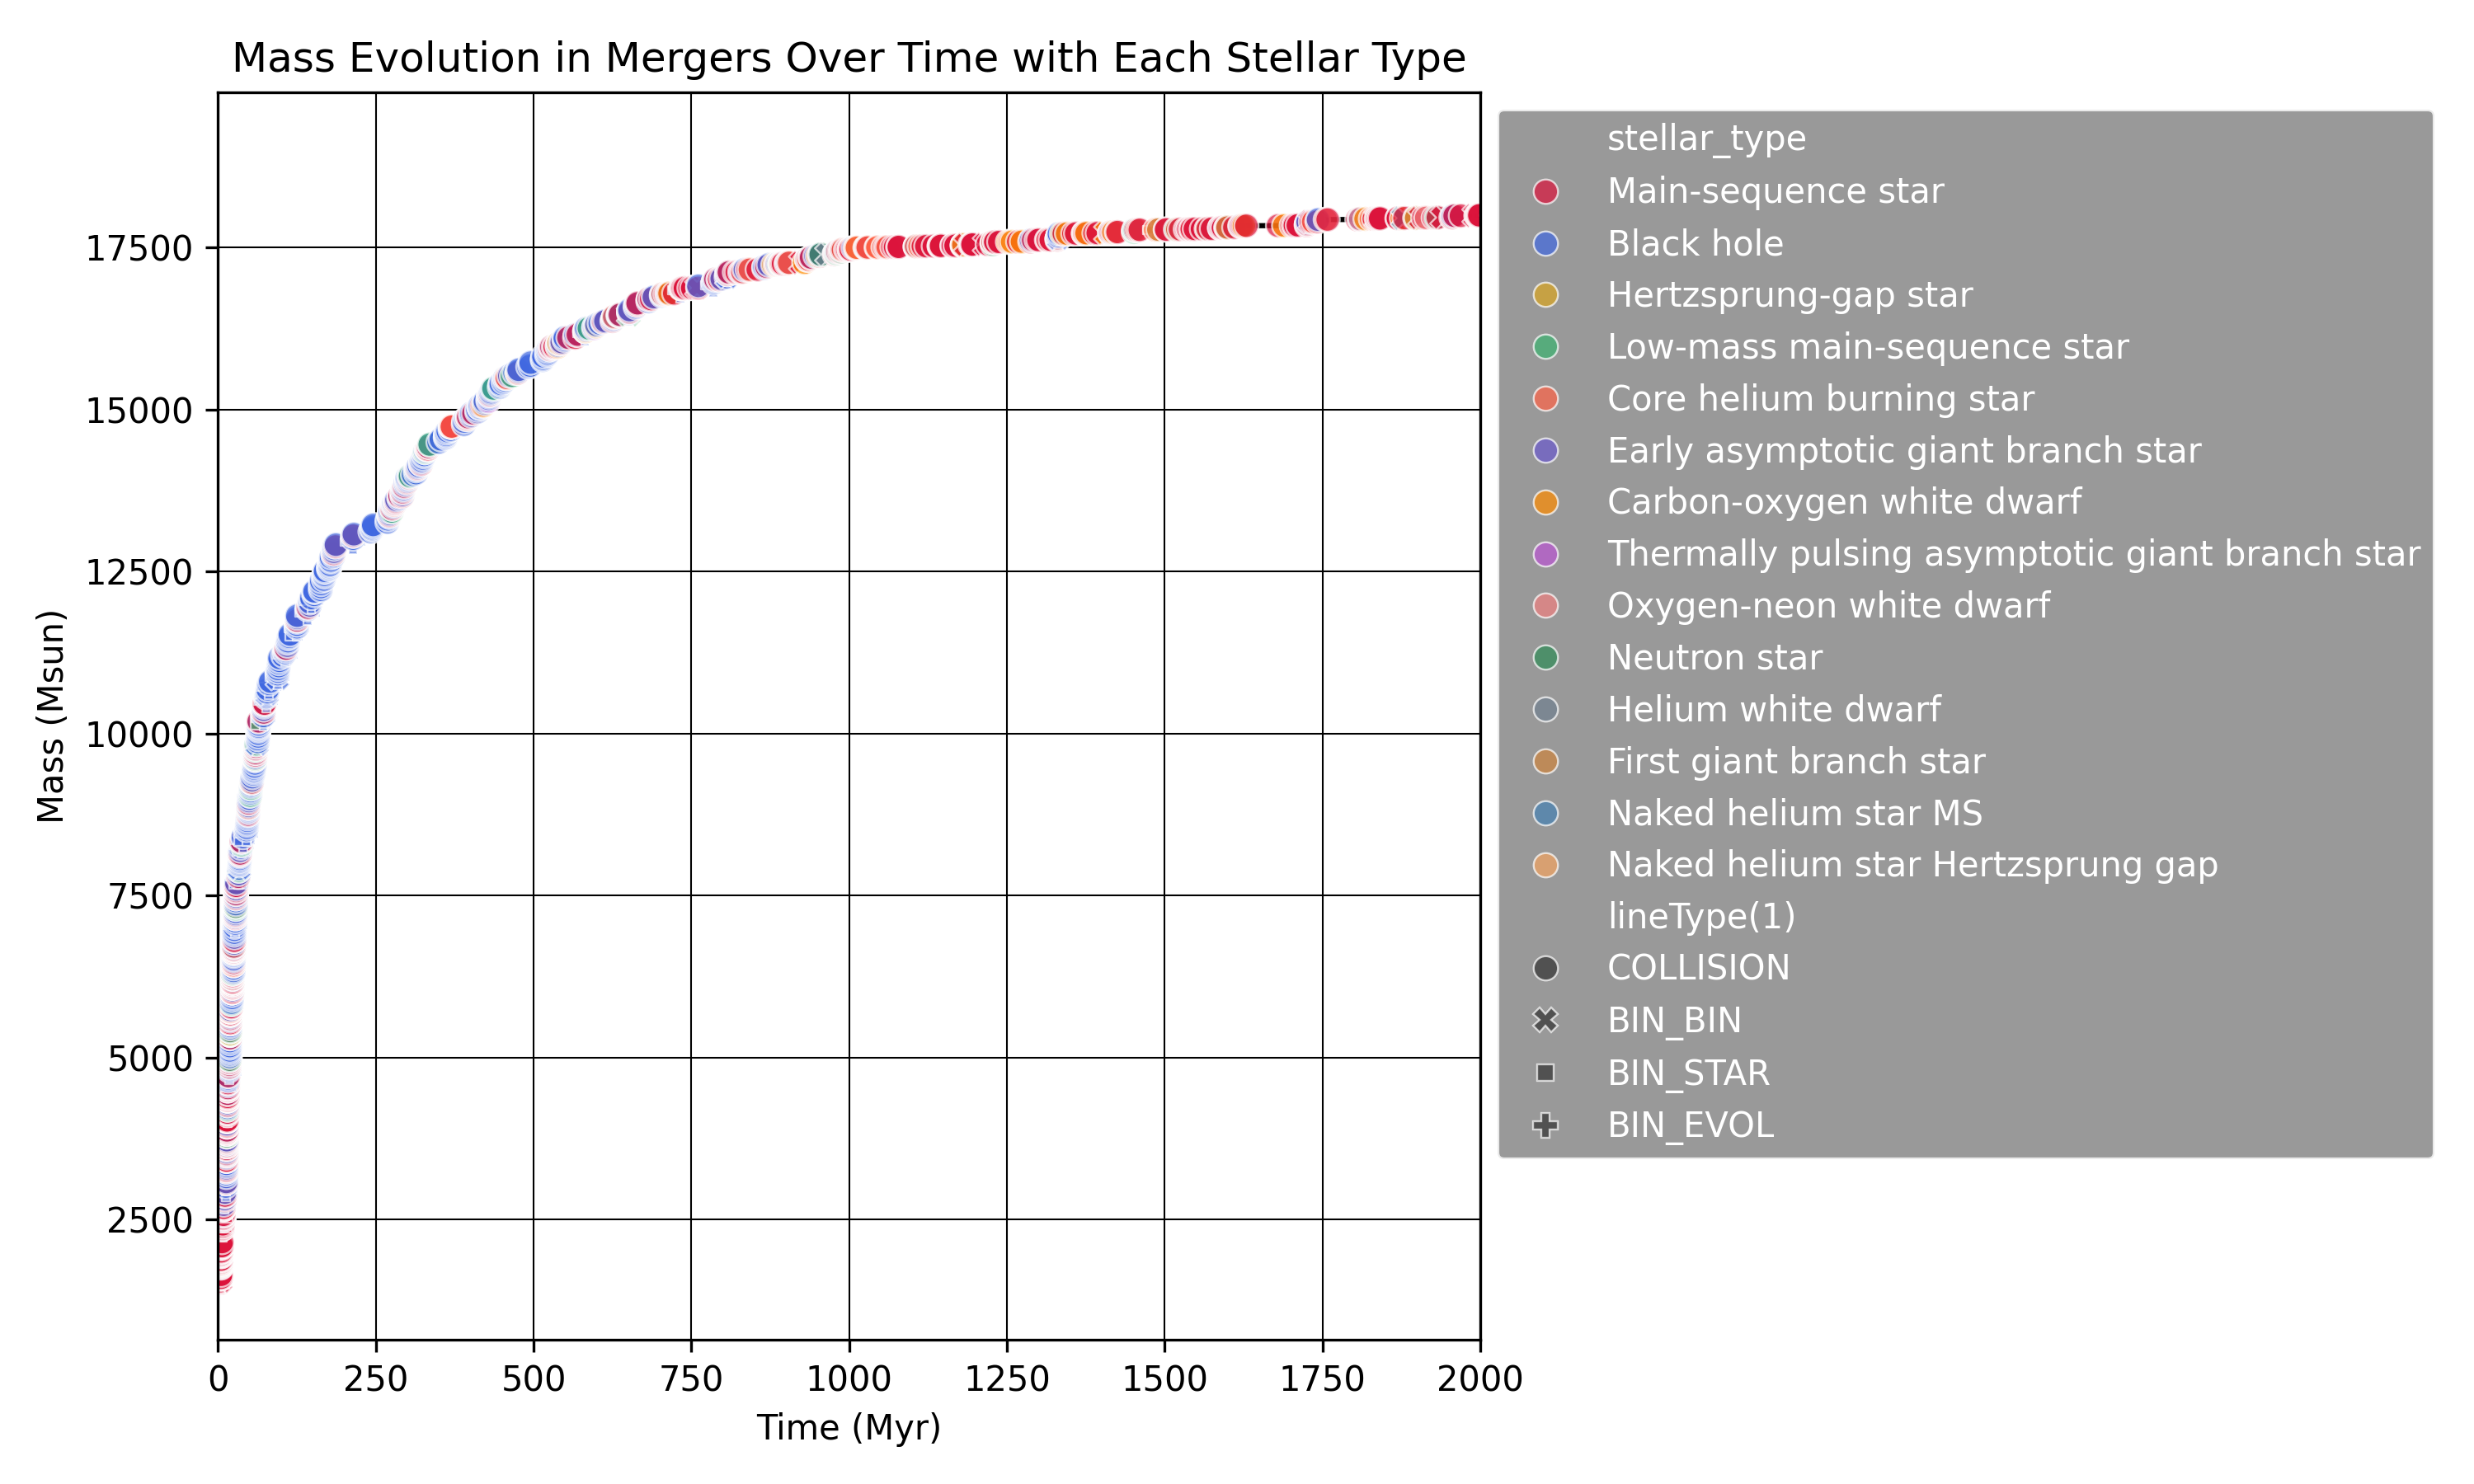 Mass Evolution in Mergers Over Time with Each Stellar Type
Mass (Msun)
17500
15000
12500
10000
7500
5000
2500
0 250 500 750 1000 1250 1500 1750 2000
Time (Myr)
stellar_type
Main-sequence star
Black hole
Hertzsprung-gap star
Low-mass main-sequence star
Core helium burning star
Early asymptotic giant branch star
Carbon-oxygen white dwarf
Thermally pulsing asymptotic giant branch star
Oxygen-neon white dwarf
Neutron star
Helium white dwarf
First giant branch star
Naked helium star MS
Naked helium star Hertzsprung gap
lineType(1)
COLLISION
BIN_BIN
BIN_STAR
BIN_EVOL